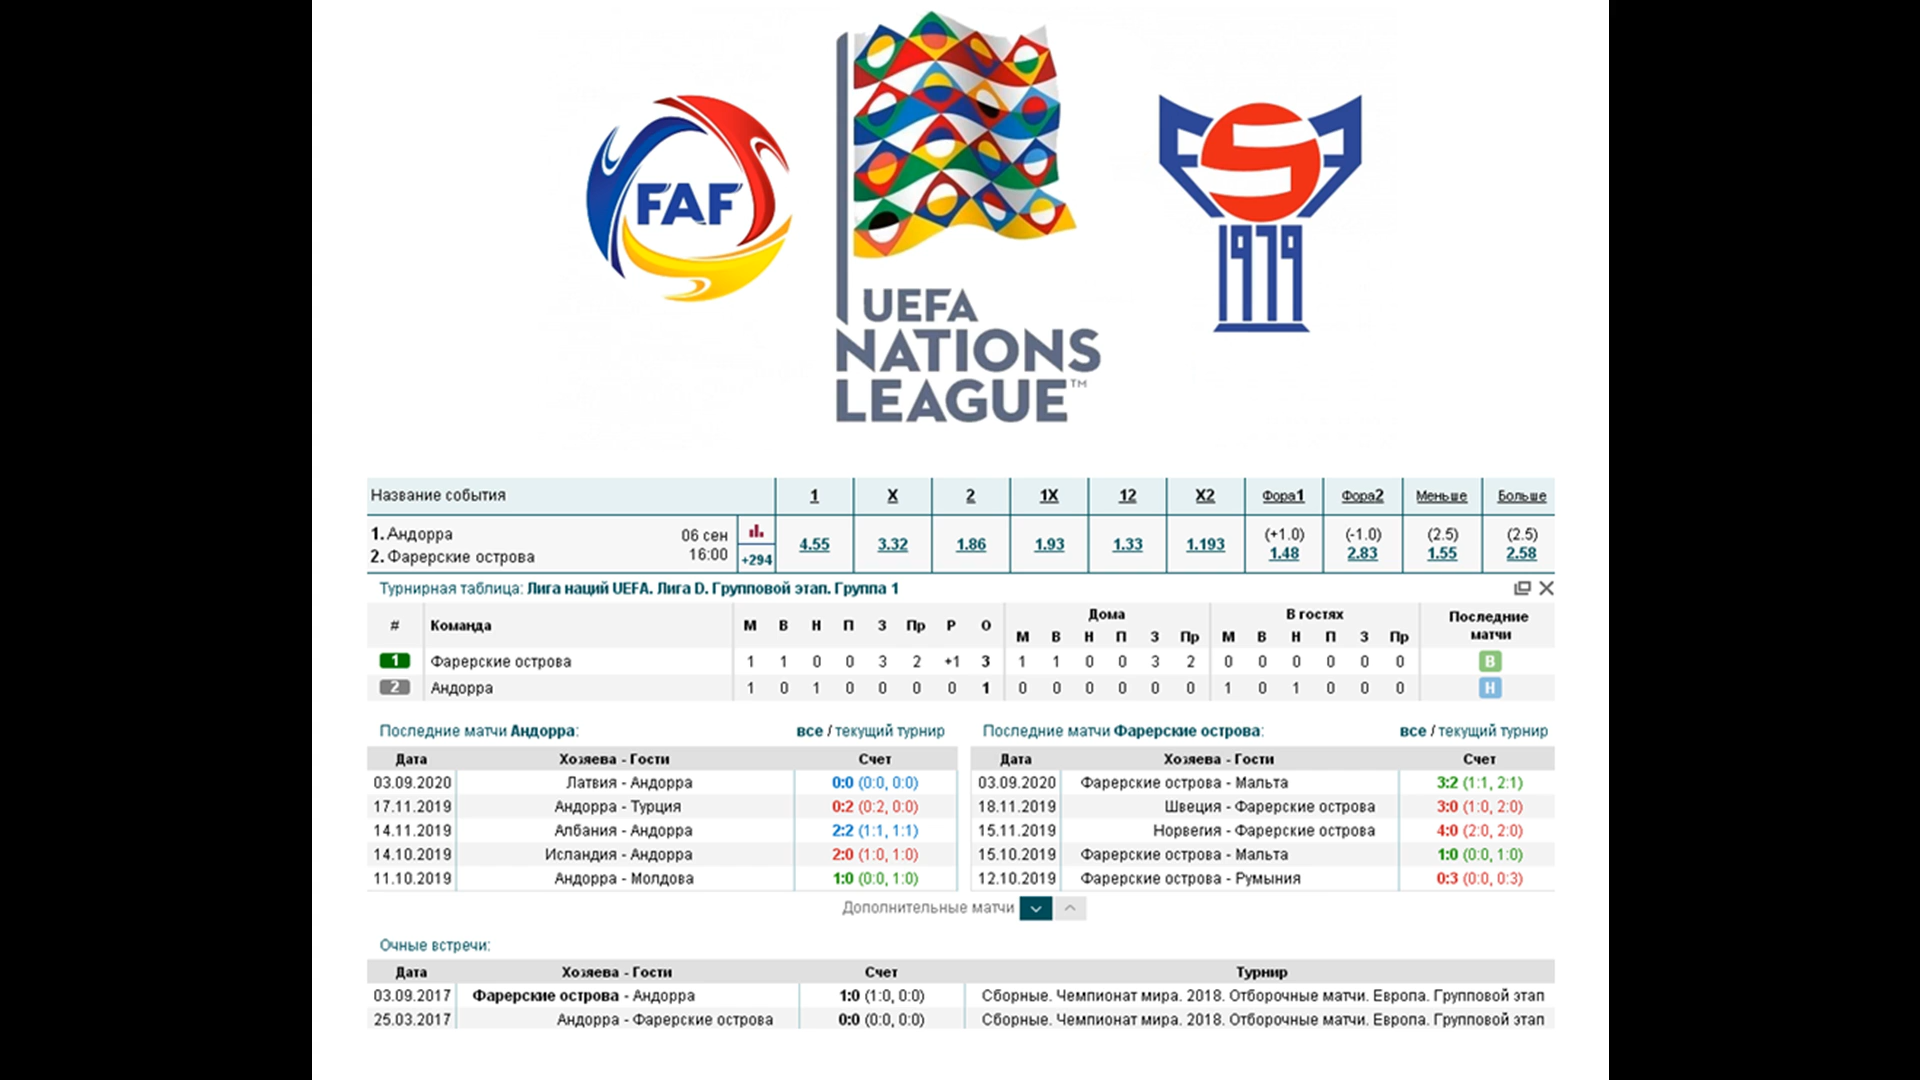 FAF
1979
UEFA
NATIONS
LEAGUE™
Название события 1 X 2 1X 12 X2 Фора1 Фора2 Меньше Больше
1. Андорра 06 сен (+1.0) (-1.0) (2.5) (2.5)
4.55 3.32 1.86 1.93 1.33 1.193
2. Фарерские острова 16:00 +294 1.48 2.83 1.55 2.58
Турнирная таблица: Лига наций UEFA. Лига D. Групповой этап. Группа 1
Дома В гостях Последние матчи
# Команда М В Н П З Пр Р О М В Н П З Пр М В Н П З Пр
1 Фарерские острова 1 1 0 0 3 2 +1 3 1 1 0 0 3 2 0 0 0 0 0 0 В
2 Андорра 1 0 1 0 0 0 0 1 0 0 0 0 0 0 1 0 1 0 0 0 Н
Последние матчи Андорра: все / текущий турнир
Дата Хозяева - Гости Счет
03.09.2020 Латвия - Андорра 0:0 (0:0, 0:0)
17.11.2019 Андорра - Турция 0:2 (0:2, 0:0)
14.11.2019 Албания - Андорра 2:2 (1:1, 1:1)
14.10.2019 Исландия - Андорра 2:0 (1:0, 1:0)
11.10.2019 Андорра - Молдова 1:0 (0:0, 1:0)
Последние матчи Фарерские острова: все / текущий турнир
Дата Хозяева - Гости Счет
03.09.2020 Фарерские острова - Мальта 3:2 (1:1, 2:1)
18.11.2019 Швеция - Фарерские острова 3:0 (1:0, 2:0)
15.11.2019 Норвегия - Фарерские острова 4:0 (2:0, 2:0)
15.10.2019 Фарерские острова - Мальта 1:0 (0:0, 1:0)
12.10.2019 Фарерские острова - Румыния 0:3 (0:0, 0:3)
Дополнительные матчи
Очные встречи:
Дата Хозяева - Гости Счет Турнир
03.09.2017 Фарерские острова - Андорра 1:0 (1:0, 0:0) Сборные. Чемпионат мира. 2018. Отборочные матчи. Европа. Групповой этап
25.03.2017 Андорра - Фарерские острова 0:0 (0:0, 0:0) Сборные. Чемпионат мира. 2018. Отборочные матчи. Европа. Групповой этап